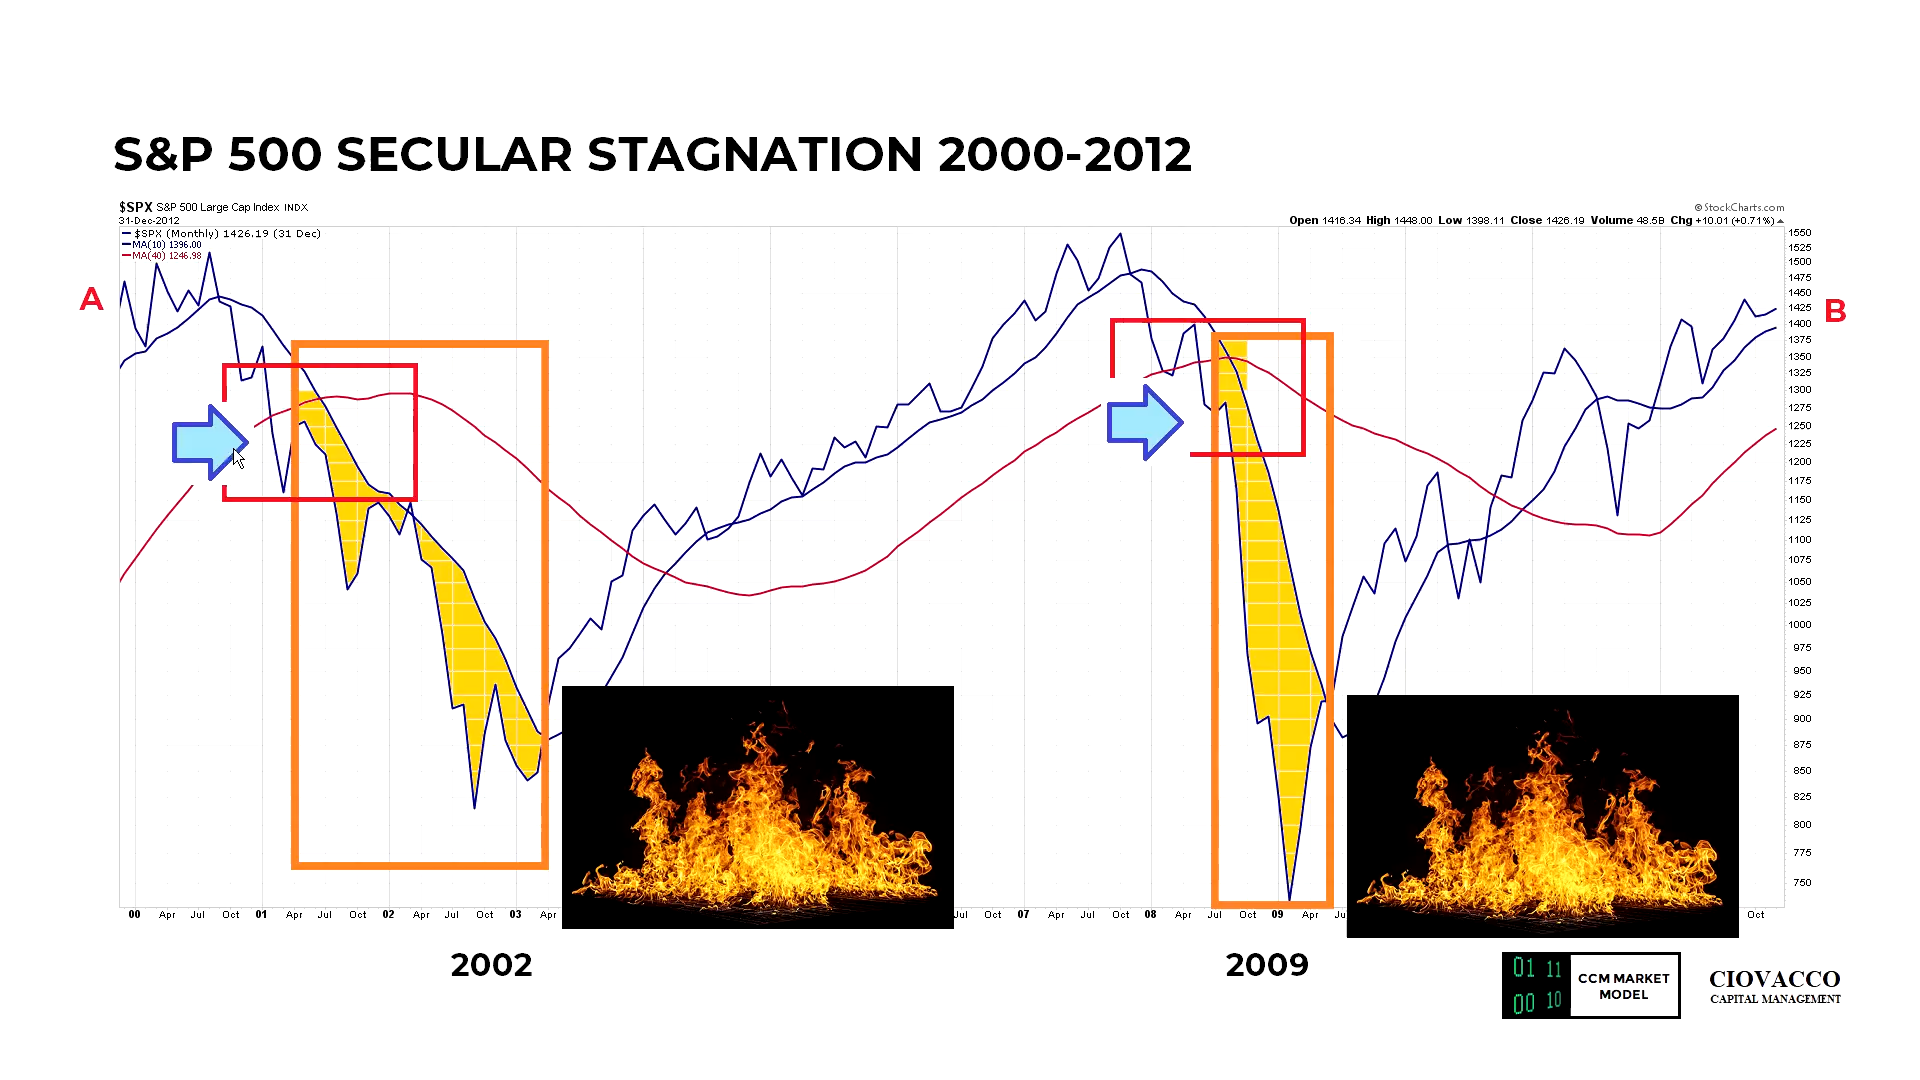 S&P 500 SECULAR STAGNATION 2000-2012
$SPX S&P 500 Large Cap Index INDX
© StockCharts.com
31-Dec-2012
Open 1416.34 High 1448.00 Low 1398.11 Close 1426.19 Volume 48.5B Chg +10.01 (+0.71%)
$SPX (Monthly) 1426.19 (31 Dec)
MA(10) 1396.00
MA(40) 1246.98
A
B
1550
1525
1500
1475
1450
1425
1400
1375
1350
1325
1300
1275
1250
1225
1200
1175
1150
1125
1100
1075
1050
1025
1000
975
950
925
900
875
850
825
800
775
750
00 Apr Jul Oct 01 Apr Jul Oct 02 Apr Jul Oct 03 Apr Jul Oct 07 Apr Jul Oct 08 Apr Jul Oct 09 Apr Ju Oct
2002
2009
01 11
00 10
CCM MARKET
MODEL
CIOVACCO
CAPITAL MANAGEMENT